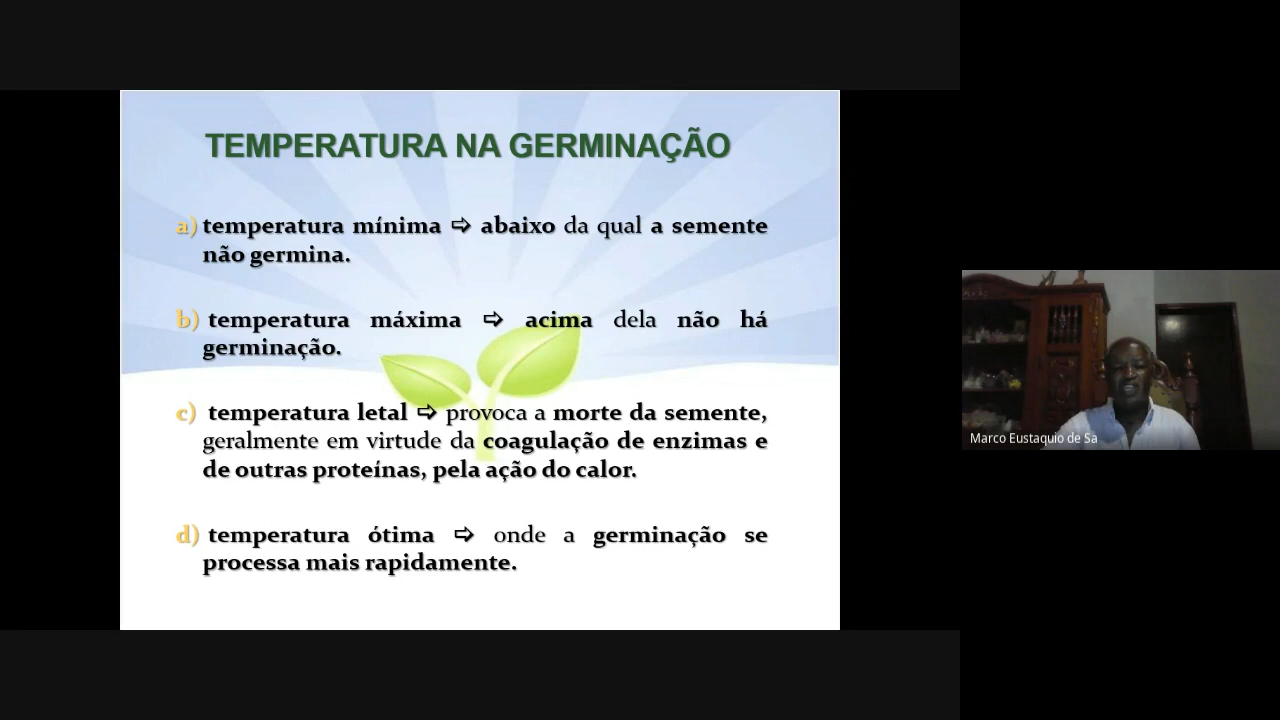 TEMPERATURA NA GERMINAÇÃO
a) temperatura mínima ⇨ abaixo da qual a semente
não germina.
b) temperatura máxima ⇨ acima dela não há
germinação.
c) temperatura letal ⇨ provoca a morte da semente,
geralmente em virtude da coagulação de enzimas e
de outras proteínas, pela ação do calor.
d) temperatura ótima ⇨ onde a germinação se
processa mais rapidamente.
Marco Eustaquio de Sa